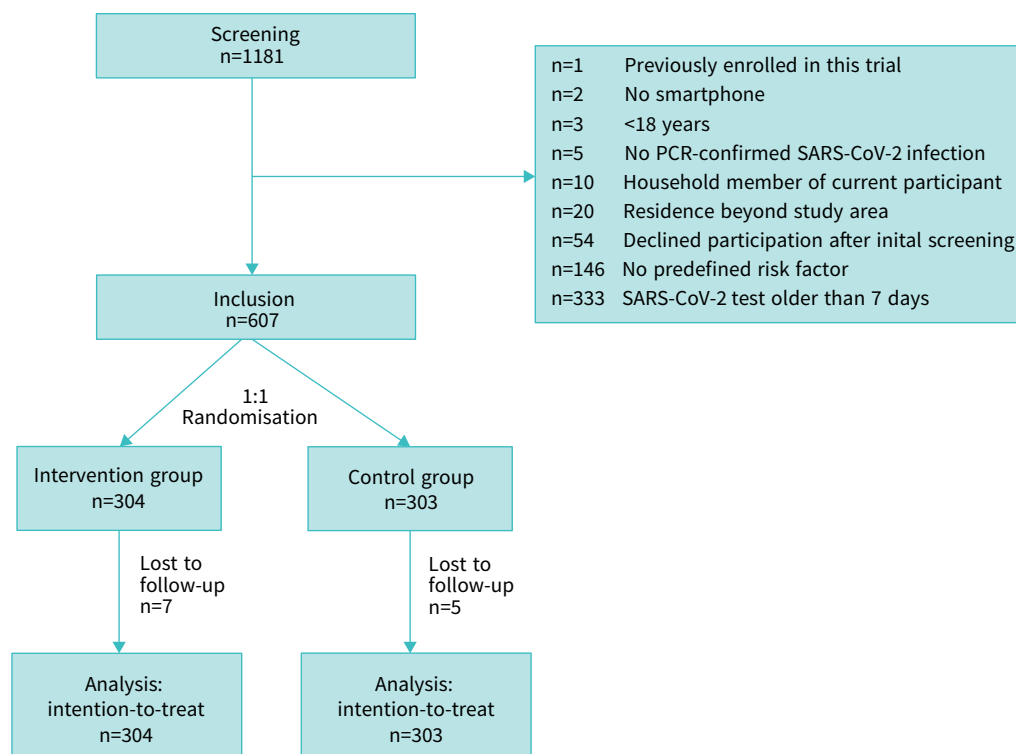 Screening
n=1181
n=1 Previously enrolled in this trial
n=2 No smartphone
n=3 <18 years
n=5 No PCR-confirmed SARS-CoV-2 infection
n=10 Household member of current participant
n=20 Residence beyond study area
n=54 Declined participation after inital screening
n=146 No predefined risk factor
n=333 SARS-CoV-2 test older than 7 days
Inclusion
n=607
1:1
Randomisation
Intervention group
n=304
Control group
n=303
Lost to
follow-up
n=7
Lost to
follow-up
n=5
Analysis:
intention-to-treat
n=304
Analysis:
intention-to-treat
n=303